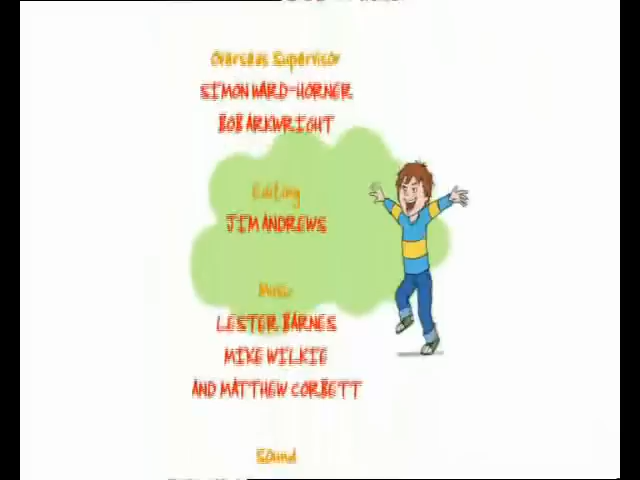 Overseas Supervisor
SIMON WARD-HORNER
BOB ARKWRIGHT
Editing
JIM ANDREWS
Music
LESTER BARNES
MIKE WILKIE
AND MATTHEW CORBETT
Sound